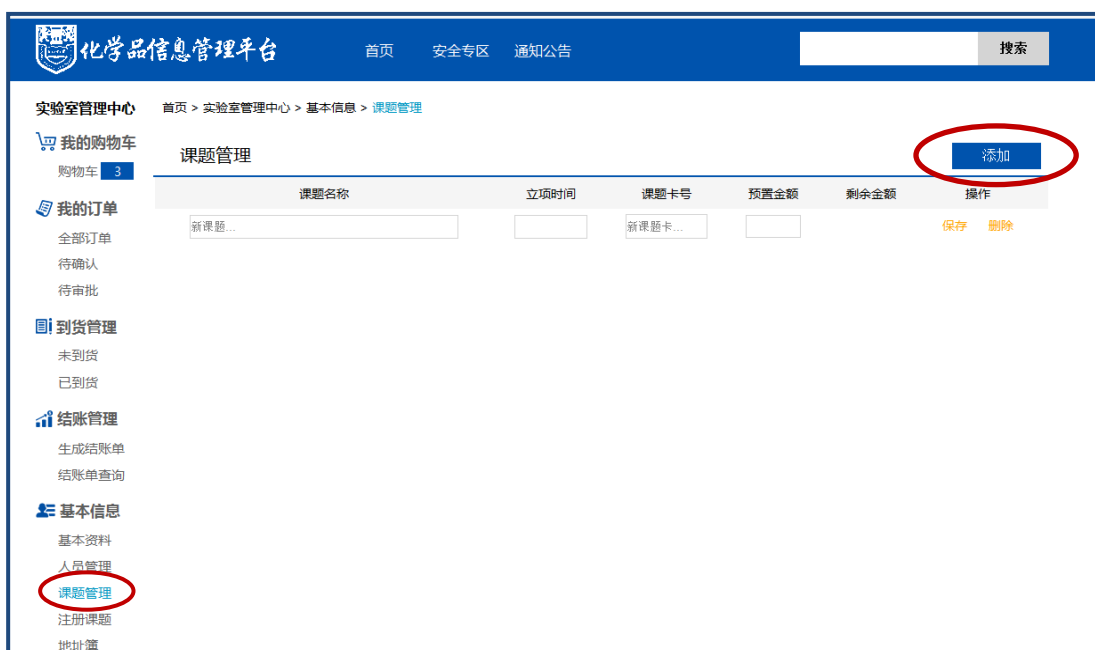 化学品信息管理平台 首页 安全专区 通知公告 搜索
实验室管理中心 首页 > 实验室管理中心 > 基本信息 > 课题管理
我的购物车
购物车 3
课题管理 添加
课题名称 立项时间 课题卡号 预置金额 剩余金额 操作
新课题... 新课题卡... 保存 删除
我的订单
全部订单
待确认
待审批
到货管理
未到货
已到货
结账管理
生成结账单
结账单查询
基本信息
基本资料
人员管理
课题管理
注册课题
地址簿